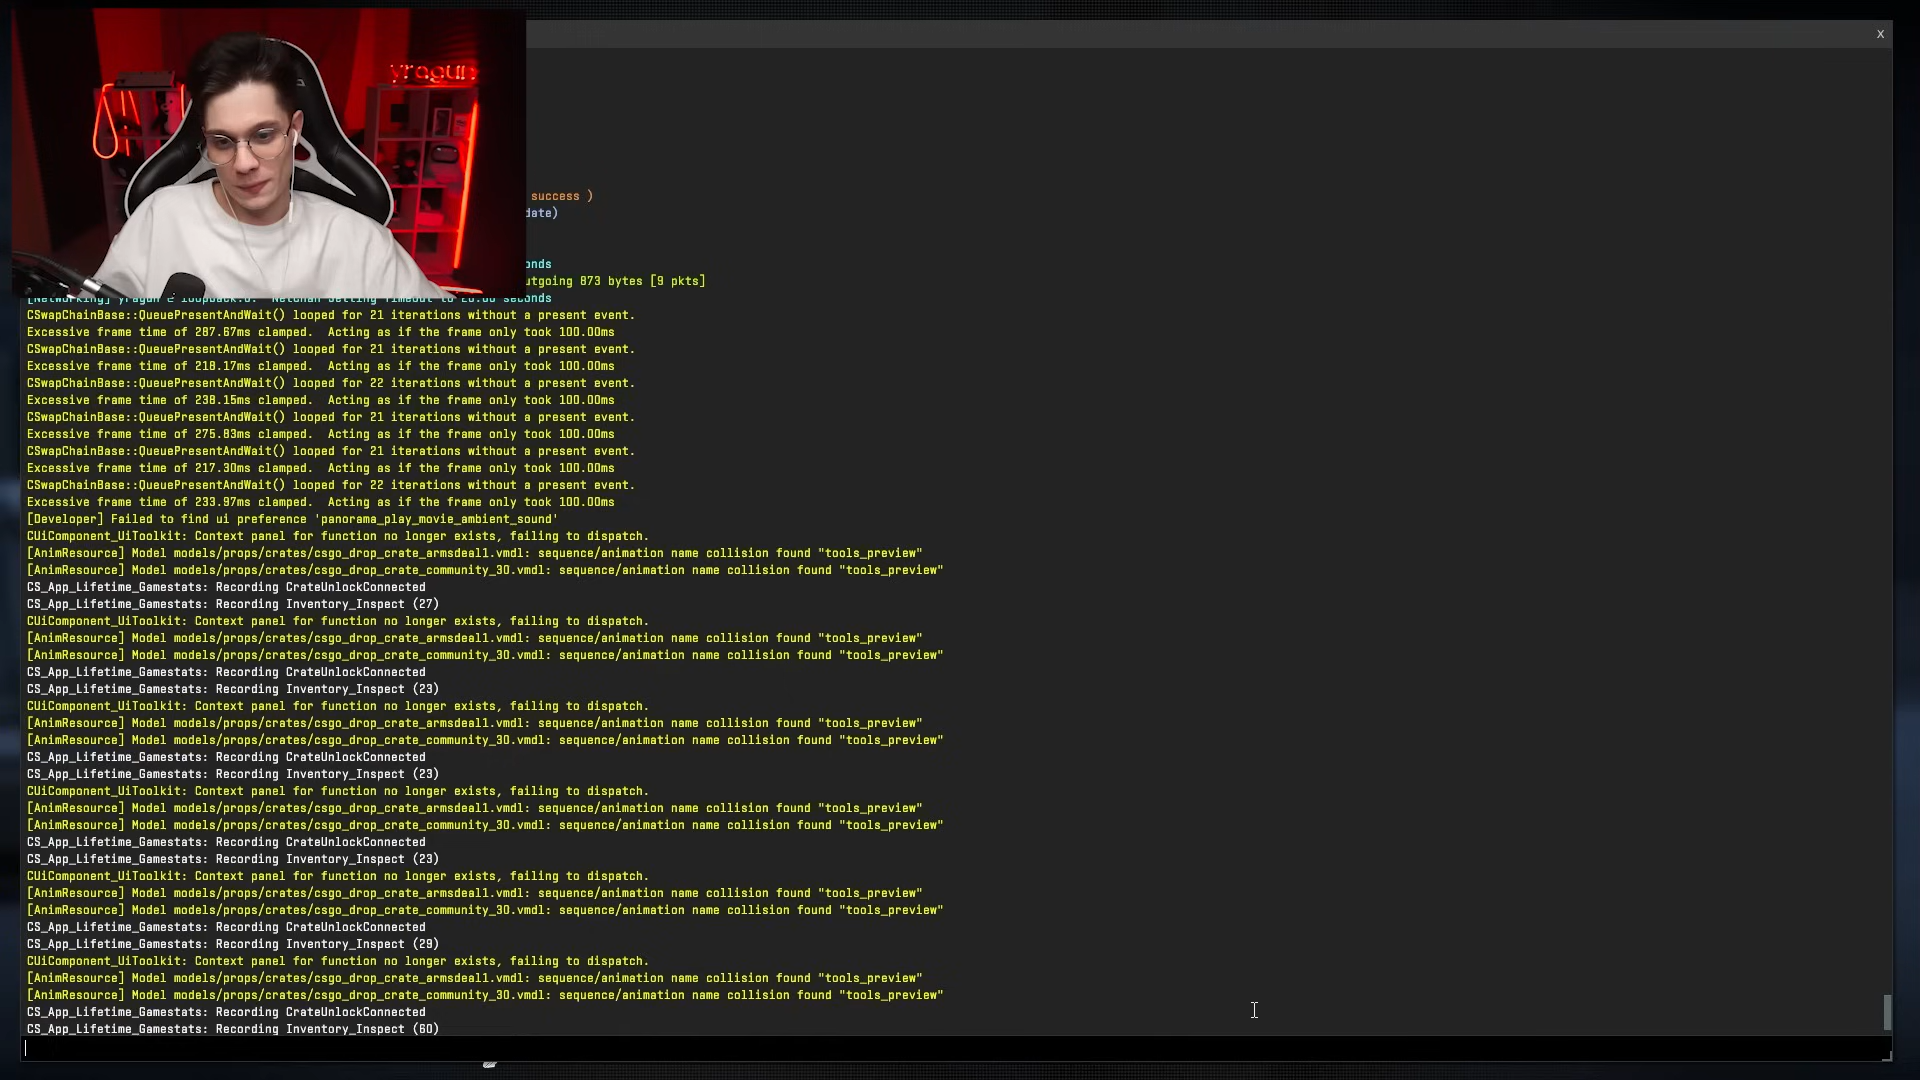 yragun
x
success )
date)
onds
utgoing 873 bytes [9 pkts]
[Networking] yragun @ loopback:0: NetChan Setting Timeout to 20.00 seconds
CSwapChainBase::QueuePresentAndWait() looped for 21 iterations without a present event.
Excessive frame time of 287.67ms clamped.  Acting as if the frame only took 100.00ms
CSwapChainBase::QueuePresentAndWait() looped for 21 iterations without a present event.
Excessive frame time of 218.17ms clamped.  Acting as if the frame only took 100.00ms
CSwapChainBase::QueuePresentAndWait() looped for 22 iterations without a present event.
Excessive frame time of 238.15ms clamped.  Acting as if the frame only took 100.00ms
CSwapChainBase::QueuePresentAndWait() looped for 21 iterations without a present event.
Excessive frame time of 275.83ms clamped.  Acting as if the frame only took 100.00ms
CSwapChainBase::QueuePresentAndWait() looped for 21 iterations without a present event.
Excessive frame time of 217.30ms clamped.  Acting as if the frame only took 100.00ms
CSwapChainBase::QueuePresentAndWait() looped for 22 iterations without a present event.
Excessive frame time of 233.97ms clamped.  Acting as if the frame only took 100.00ms
[Developer] Failed to find ui preference 'panorama_play_movie_ambient_sound'
CUiComponent_UiToolkit: Context panel for function no longer exists, failing to dispatch.
[AnimResource] Model models/props/crates/csgo_drop_crate_armsdeal1.vmdl: sequence/animation name collision found "tools_preview"
[AnimResource] Model models/props/crates/csgo_drop_crate_community_30.vmdl: sequence/animation name collision found "tools_preview"
CS_App_Lifetime_Gamestats: Recording CrateUnlockConnected
CS_App_Lifetime_Gamestats: Recording Inventory_Inspect (27)
CUiComponent_UiToolkit: Context panel for function no longer exists, failing to dispatch.
[AnimResource] Model models/props/crates/csgo_drop_crate_armsdeal1.vmdl: sequence/animation name collision found "tools_preview"
[AnimResource] Model models/props/crates/csgo_drop_crate_community_30.vmdl: sequence/animation name collision found "tools_preview"
CS_App_Lifetime_Gamestats: Recording CrateUnlockConnected
CS_App_Lifetime_Gamestats: Recording Inventory_Inspect (23)
CUiComponent_UiToolkit: Context panel for function no longer exists, failing to dispatch.
[AnimResource] Model models/props/crates/csgo_drop_crate_armsdeal1.vmdl: sequence/animation name collision found "tools_preview"
[AnimResource] Model models/props/crates/csgo_drop_crate_community_30.vmdl: sequence/animation name collision found "tools_preview"
CS_App_Lifetime_Gamestats: Recording CrateUnlockConnected
CS_App_Lifetime_Gamestats: Recording Inventory_Inspect (23)
CUiComponent_UiToolkit: Context panel for function no longer exists, failing to dispatch.
[AnimResource] Model models/props/crates/csgo_drop_crate_armsdeal1.vmdl: sequence/animation name collision found "tools_preview"
[AnimResource] Model models/props/crates/csgo_drop_crate_community_30.vmdl: sequence/animation name collision found "tools_preview"
CS_App_Lifetime_Gamestats: Recording CrateUnlockConnected
CS_App_Lifetime_Gamestats: Recording Inventory_Inspect (23)
CUiComponent_UiToolkit: Context panel for function no longer exists, failing to dispatch.
[AnimResource] Model models/props/crates/csgo_drop_crate_armsdeal1.vmdl: sequence/animation name collision found "tools_preview"
[AnimResource] Model models/props/crates/csgo_drop_crate_community_30.vmdl: sequence/animation name collision found "tools_preview"
CS_App_Lifetime_Gamestats: Recording CrateUnlockConnected
CS_App_Lifetime_Gamestats: Recording Inventory_Inspect (29)
CUiComponent_UiToolkit: Context panel for function no longer exists, failing to dispatch.
[AnimResource] Model models/props/crates/csgo_drop_crate_armsdeal1.vmdl: sequence/animation name collision found "tools_preview"
[AnimResource] Model models/props/crates/csgo_drop_crate_community_30.vmdl: sequence/animation name collision found "tools_preview"
CS_App_Lifetime_Gamestats: Recording CrateUnlockConnected
CS_App_Lifetime_Gamestats: Recording Inventory_Inspect (60)